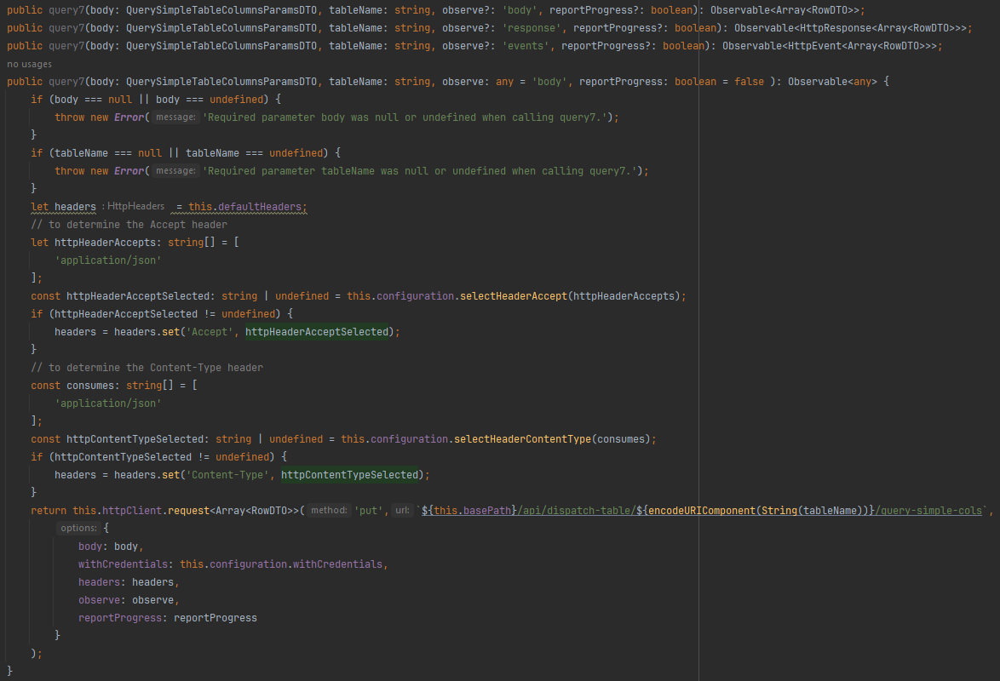 public query7(body: QuerySimpleTableColumnsParamsDTO, tableName: string, observe?: 'body', reportProgress?: boolean): Observable<Array<RowDTO>>;
public query7(body: QuerySimpleTableColumnsParamsDTO, tableName: string, observe?: 'response', reportProgress?: boolean): Observable<HttpResponse<Array<RowDTO>>>;
public query7(body: QuerySimpleTableColumnsParamsDTO, tableName: string, observe?: 'events', reportProgress?: boolean): Observable<HttpEvent<Array<RowDTO>>>;
no usages
public query7(body: QuerySimpleTableColumnsParamsDTO, tableName: string, observe: any = 'body', reportProgress: boolean = false ): Observable<any> {
    if (body === null || body === undefined) {
        throw new Error( message: 'Required parameter body was null or undefined when calling query7.');
    }
    if (tableName === null || tableName === undefined) {
        throw new Error( message: 'Required parameter tableName was null or undefined when calling query7.');
    }
    let headers : HttpHeaders  = this.defaultHeaders;
    // to determine the Accept header
    let httpHeaderAccepts: string[] = [
        'application/json'
    ];
    const httpHeaderAcceptSelected: string | undefined = this.configuration.selectHeaderAccept(httpHeaderAccepts);
    if (httpHeaderAcceptSelected != undefined) {
        headers = headers.set('Accept', httpHeaderAcceptSelected);
    }
    // to determine the Content-Type header
    const consumes: string[] = [
        'application/json'
    ];
    const httpContentTypeSelected: string | undefined = this.configuration.selectHeaderContentType(consumes);
    if (httpContentTypeSelected != undefined) {
        headers = headers.set('Content-Type', httpContentTypeSelected);
    }
    return this.httpClient.request<Array<RowDTO>>( method: 'put', url: `${this.basePath}/api/dispatch-table/${encodeURIComponent(String(tableName))}/query-simple-cols`,
        options: {
            body: body,
            withCredentials: this.configuration.withCredentials,
            headers: headers,
            observe: observe,
            reportProgress: reportProgress
        }
    );
}